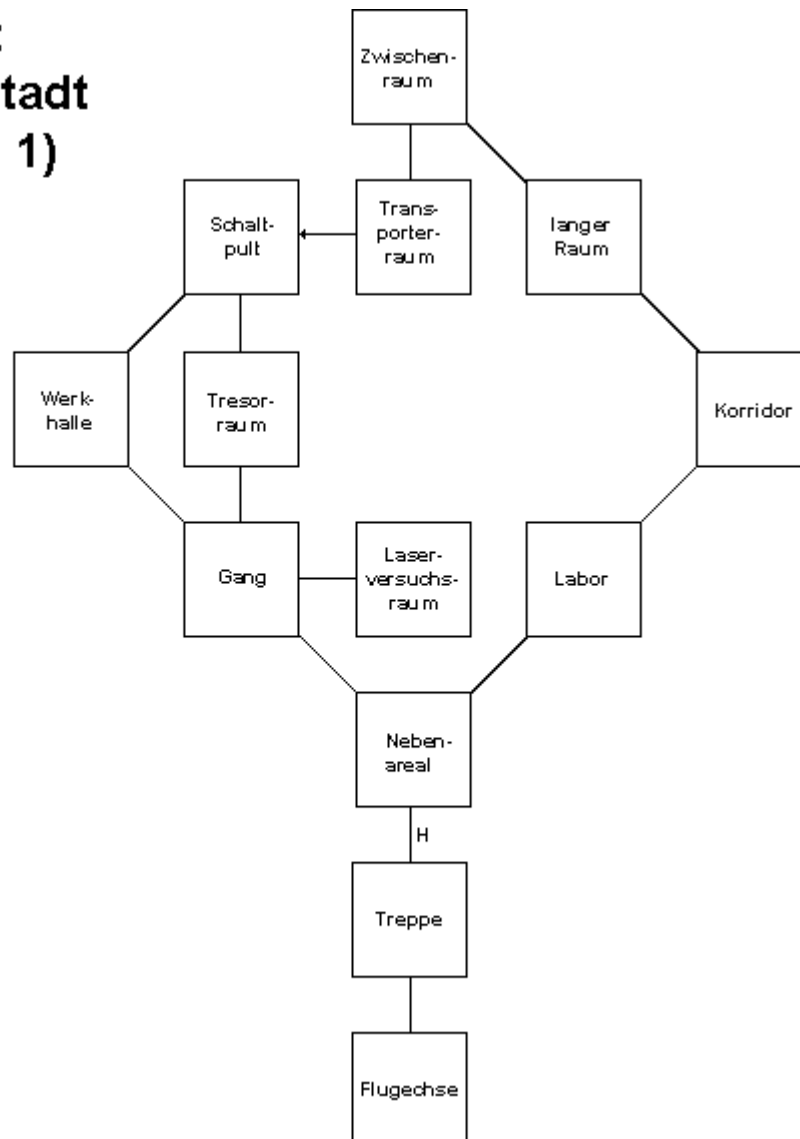 :
tadt
1)
Zwischen-
raum
Schalt-
pult
Trans-
porter-
raum
langer
Raum
Werk-
halle
Tresor-
raum
Korridor
Gang
Laser-
versuchs-
raum
Labor
Neben-
areal
H
Treppe
Flugechse